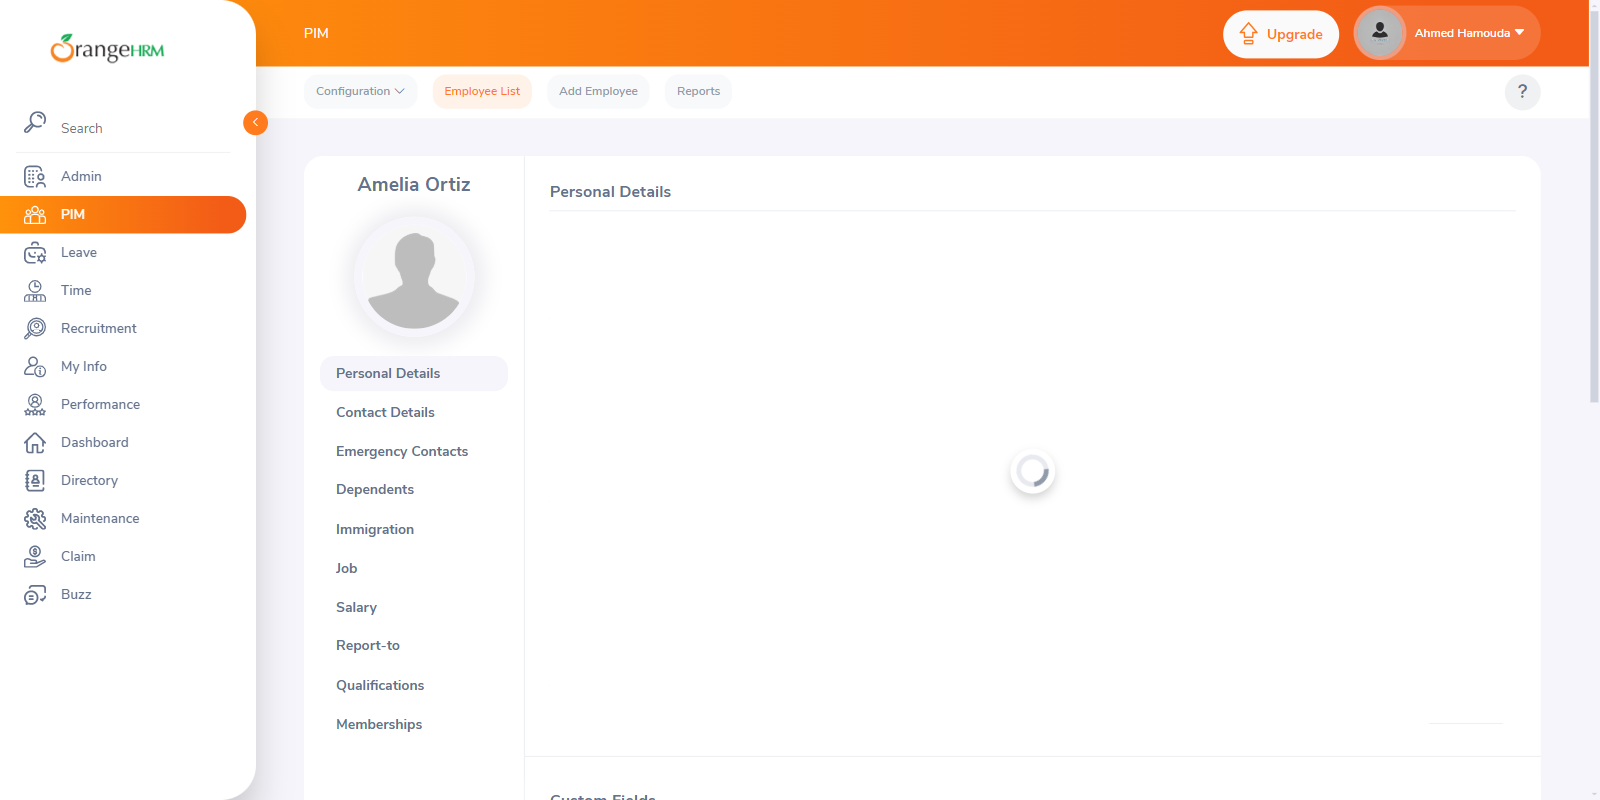 OrangeHRM
Search
Admin
PIM
Leave
Time
Recruitment
My Info
Performance
Dashboard
Directory
Maintenance
Claim
Buzz
PIM
Upgrade
Ahmed Hamouda
Configuration
Employee List
Add Employee
Reports
?
Amelia Ortiz
Personal Details
Contact Details
Emergency Contacts
Dependents
Immigration
Job
Salary
Report-to
Qualifications
Memberships
Personal Details
Custom Fields